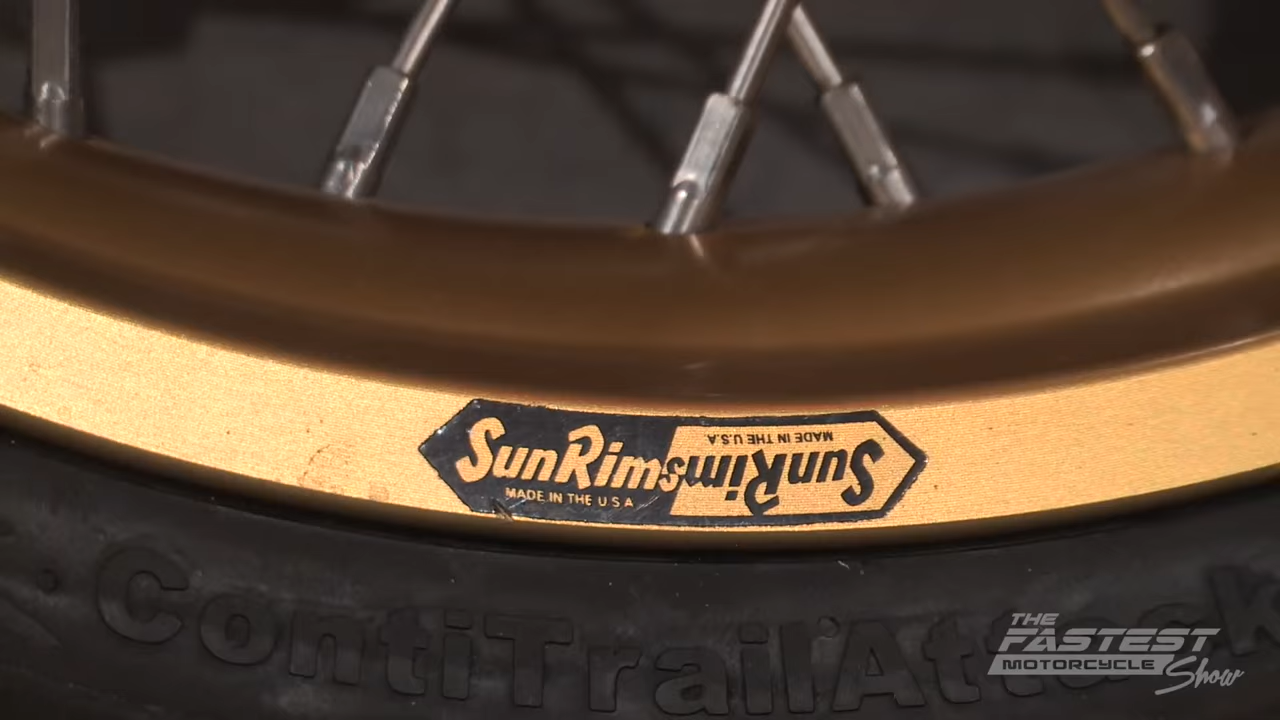 SunRims
MADE IN THE U.S.A
SunRims
MADE IN THE U.S.A
ContiTrailAttack
THE
FASTEST
MOTORCYCLE
Show